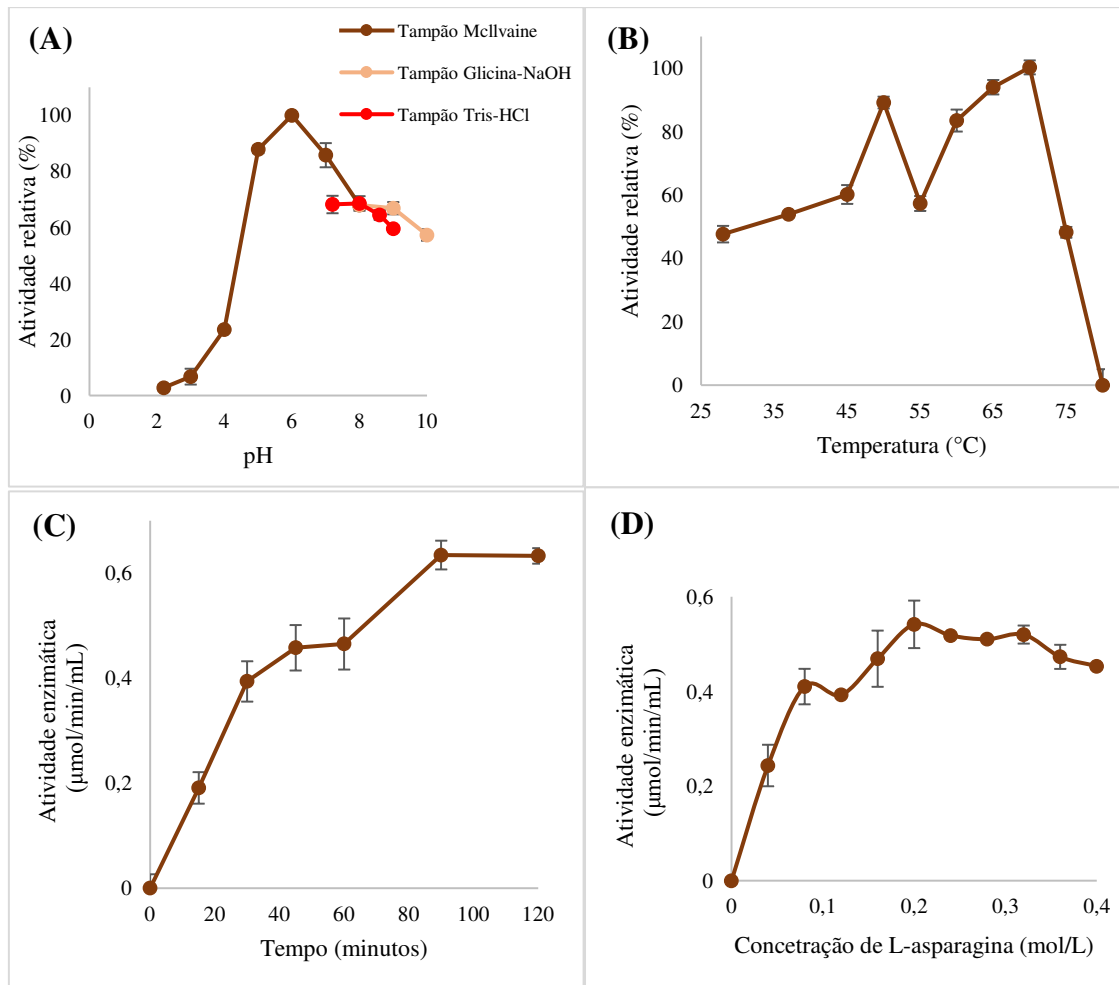 (A)
Tampão McIlvaine
Tampão Glicina-NaOH
Tampão Tris-HCl
Atividade relativa (%)
100
80
60
40
20
0
0 2 4 6 8 10
pH
(B)
Atividade relativa (%)
100
80
60
40
20
0
25 35 45 55 65 75
Temperatura (°C)
(C)
Atividade enzimática
(µmol/min/mL)
0,6
0,4
0,2
0
0 20 40 60 80 100 120
Tempo (minutos)
(D)
Atividade enzimática
(µmol/min/mL)
0,6
0,4
0,2
0
0 0,1 0,2 0,3 0,4
Concetração de L-asparagina (mol/L)